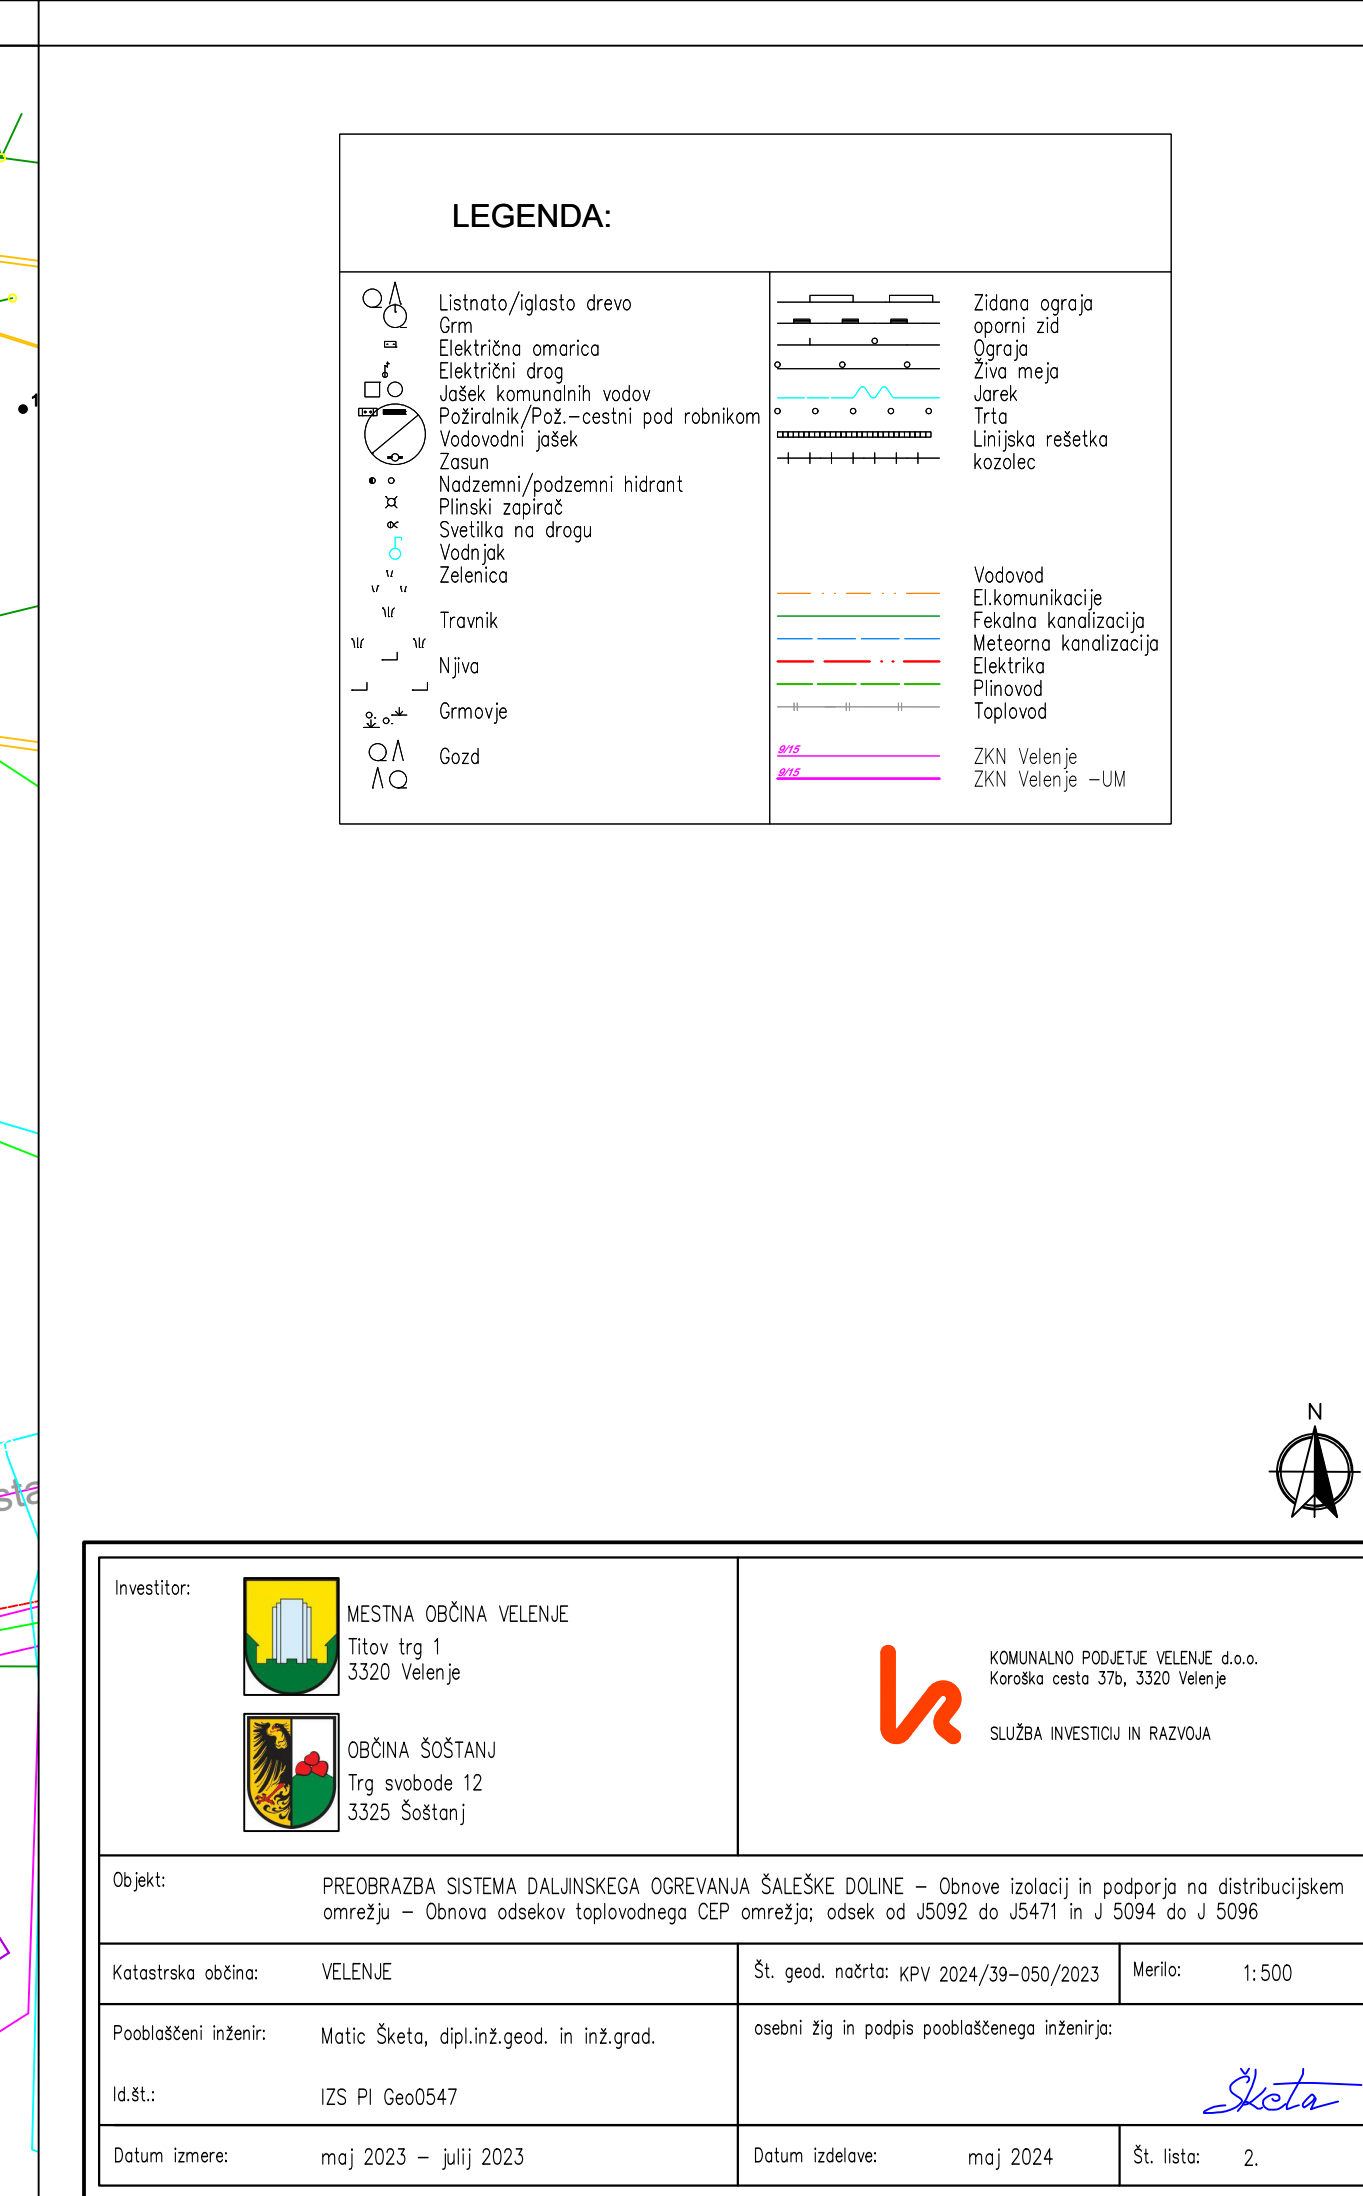 LEGENDA:
Listnato/iglasto drevo
Grm
Električna omarica
Električni drog
Jašek komunalnih vodov
Požiralnik/Pož.-cestni pod robnikom
Vodovodni jašek
Zasun
Nadzemni/podzemni hidrant
Plinski zapirač
Svetilka na drogu
Vodnjak
Zelenica
Travnik
Njiva
Grmovje
Gozd
Zidana ograja
oporni zid
Ograja
Živa meja
Jarek
Trta
Linijska rešetka
kozolec
Vodovod
El.komunikacije
Fekalna kanalizacija
Meteorna kanalizacija
Elektrika
Plinovod
Toplovod
9/15 ZKN Velenje
9/15 ZKN Velenje -UM
N
Investitor:
MESTNA OBČINA VELENJE
Titov trg 1
3320 Velenje
OBČINA ŠOŠTANJ
Trg svobode 12
3325 Šoštanj
KOMUNALNO PODJETJE VELENJE d.o.o.
Koroška cesta 37b, 3320 Velenje
SLUŽBA INVESTICIJ IN RAZVOJA
Objekt: PREOBRAZBA SISTEMA DALJINSKEGA OGREVANJA ŠALEŠKE DOLINE - Obnove izolacij in podporja na distribucijskem
omrežju - Obnova odsekov toplovodnega CEP omrežja; odsek od J5092 do J5471 in J 5094 do J 5096
Katastrska občina: VELENJE
Št. geod. načrta: KPV 2024/39-050/2023
Merilo: 1:500
Pooblaščeni inženir: Matic Šketa, dipl.inž.geod. in inž.grad.
Id.št.: IZS PI Geo0547
osebni žig in podpis pooblaščenega inženirja:
Šketa
Datum izmere: maj 2023 - julij 2023
Datum izdelave: maj 2024
Št. lista: 2.